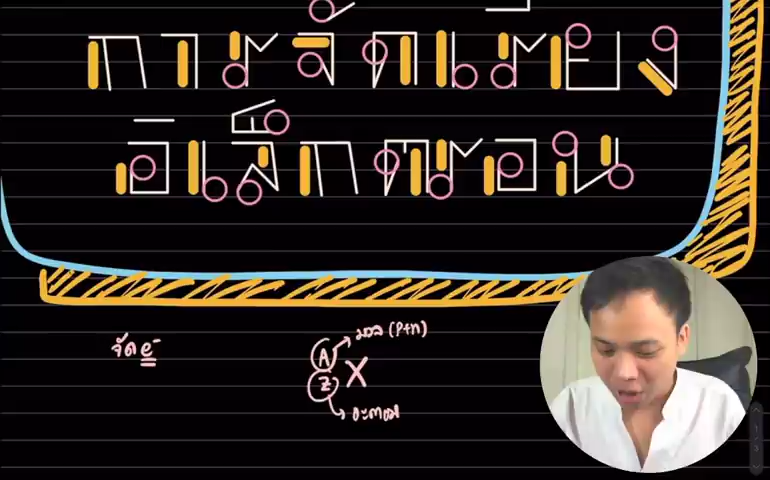 การจัดเรียง
อิเล็กตรอน
จัด e⁻
A มวล (P+n)
Z X
อะตอม